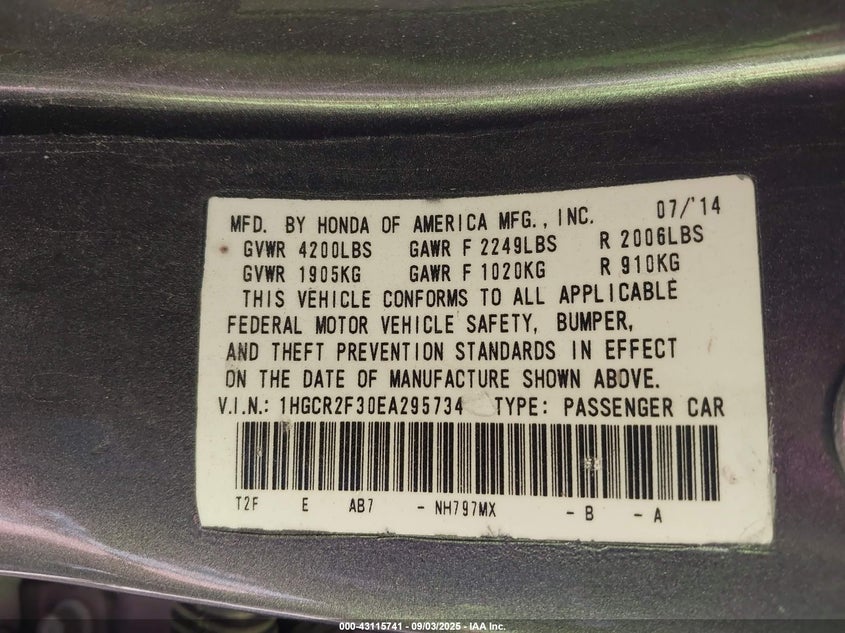 MFD. BY HONDA OF AMERICA MFG., INC. 07/'14
GVWR 4200LBS GAWR F 2249LBS R 2006LBS
GVWR 1905KG GAWR F 1020KG R 910KG
THIS VEHICLE CONFORMS TO ALL APPLICABLE
FEDERAL MOTOR VEHICLE SAFETY, BUMPER,
AND THEFT PREVENTION STANDARDS IN EFFECT
ON THE DATE OF MANUFACTURE SHOWN ABOVE.
V.I.N.: 1HGCR2F30EA295734 TYPE: PASSENGER CAR
T2F E AB7 - NH797MX - B - A
000-43115741 - 09/03/2025 - IAA Inc.